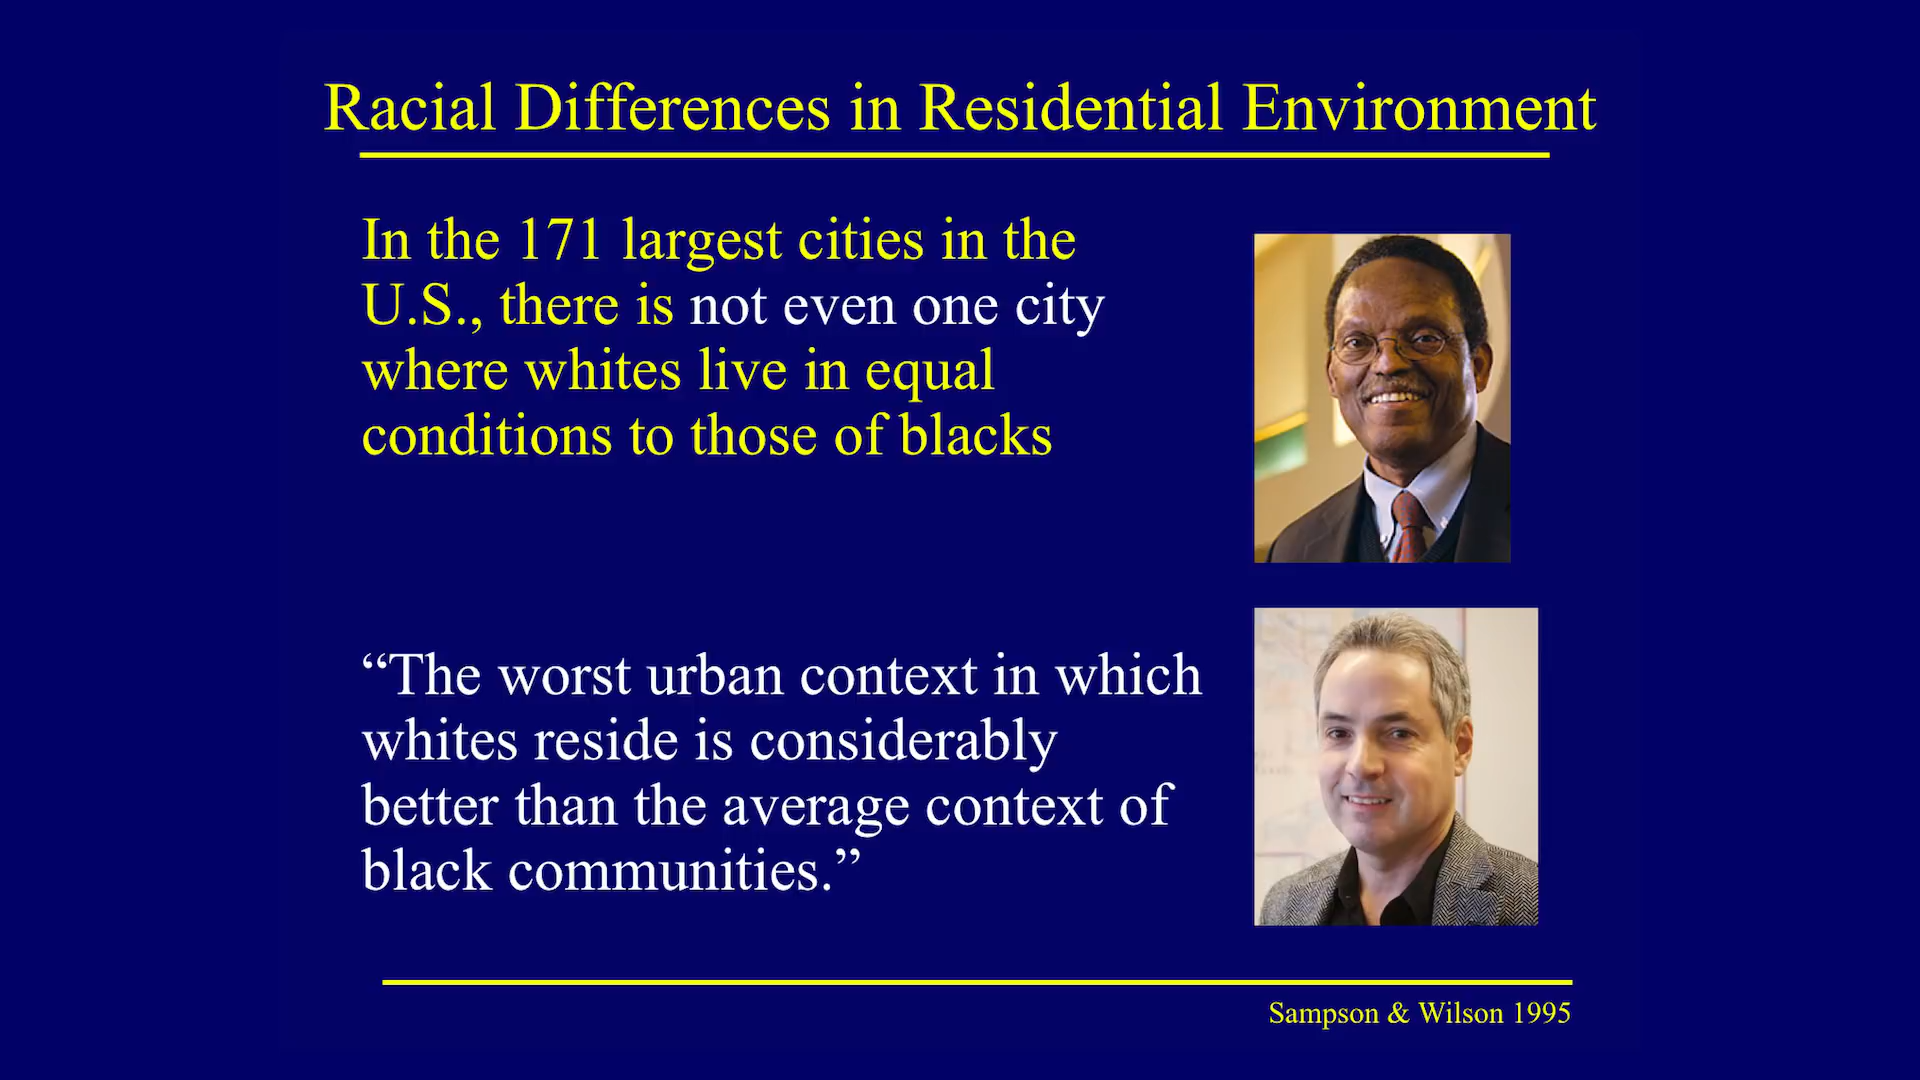 Racial Differences in Residential Environment
In the 171 largest cities in the
U.S., there is not even one city
where whites live in equal
conditions to those of blacks
“The worst urban context in which
whites reside is considerably
better than the average context of
black communities.”
Sampson & Wilson 1995